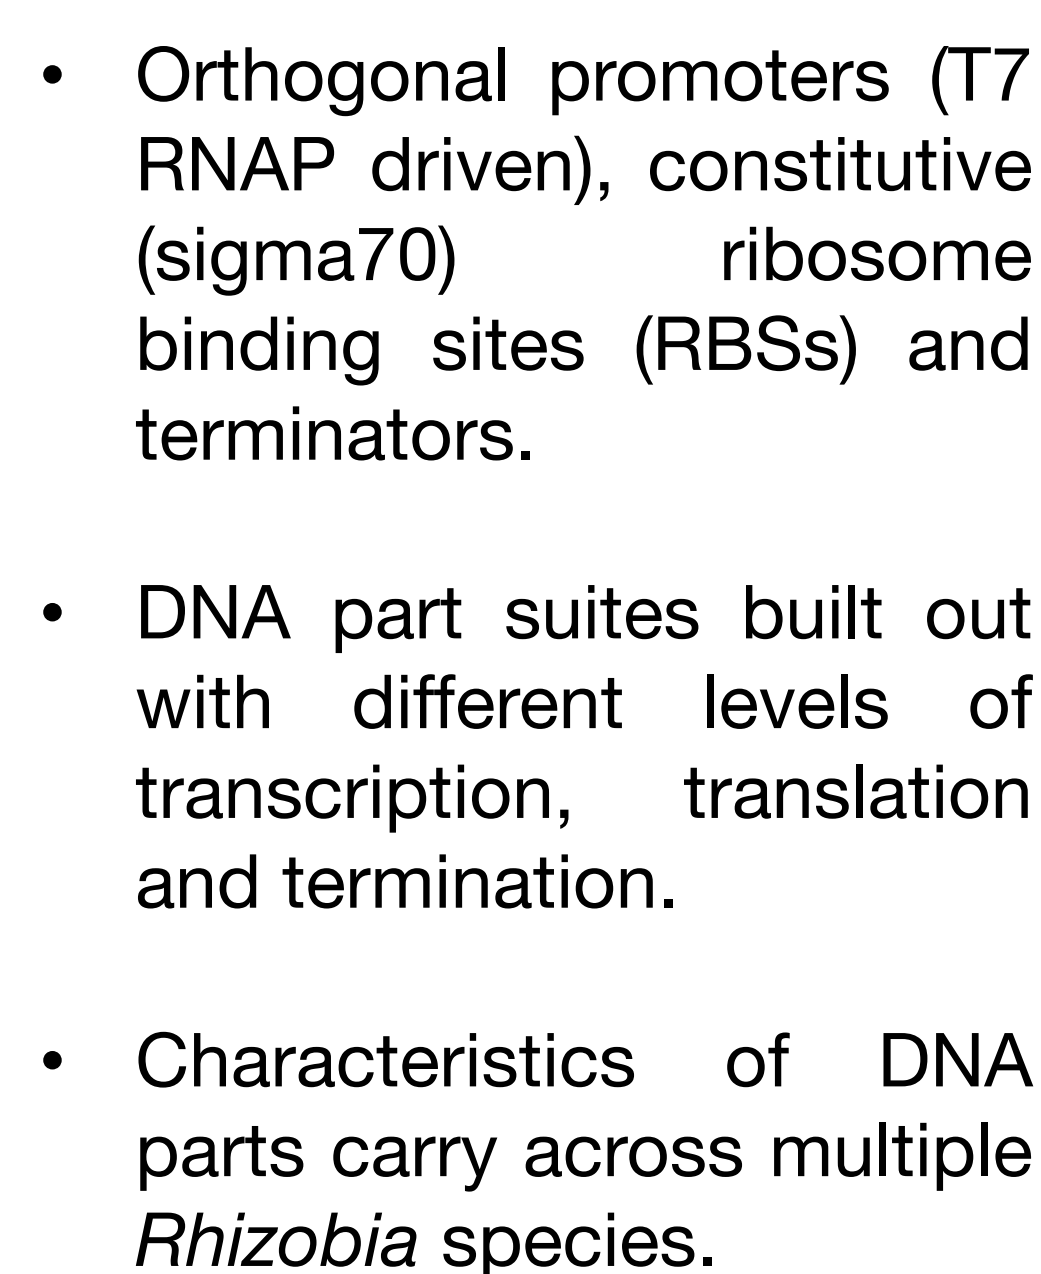 • Orthogonal promoters (T7
RNAP driven), constitutive
(sigma70) ribosome
binding sites (RBSs) and
terminators.
• DNA part suites built out
with different levels of
transcription, translation
and termination.
• Characteristics of DNA
parts carry across multiple
Rhizobia species.